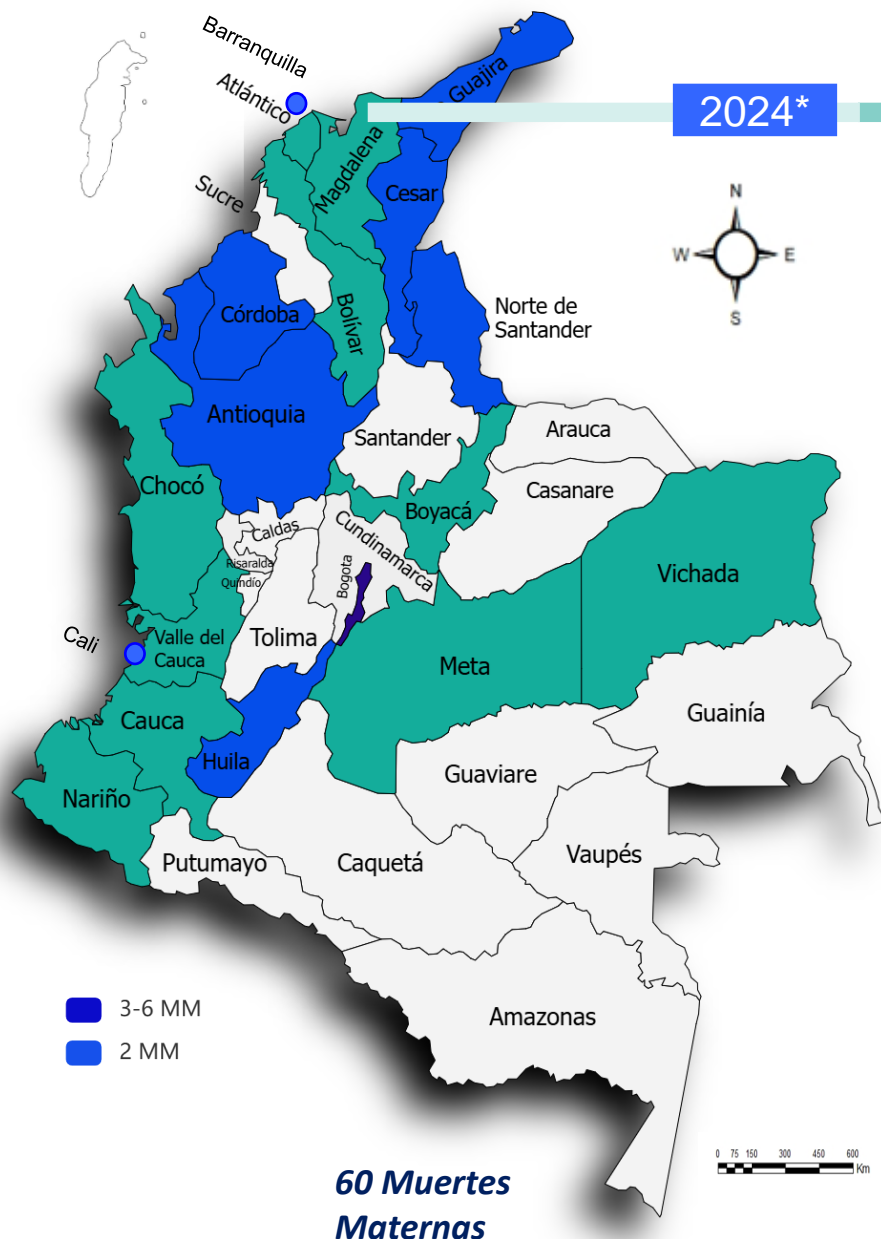 Barranquilla
Atlántico
Guajira
2024*
Magdalena
Cesar
Sucre
N
W
E
S
Norte de
Santander
Córdoba
Bolívar
Antioquia
Santander
Arauca
Casanare
Chocó
Boyacá
Caldas
Cundinamarca
Risaralda
Quindío
Bogota
Vichada
Cali
Valle del
Cauca
Tolima
Meta
Cauca
Guainía
Huila
Guaviare
Nariño
Putumayo
Caquetá
Vaupés
3-6 MM
2 MM
Amazonas
0 75 150 300 450 600
Km
60 Muertes
Maternas